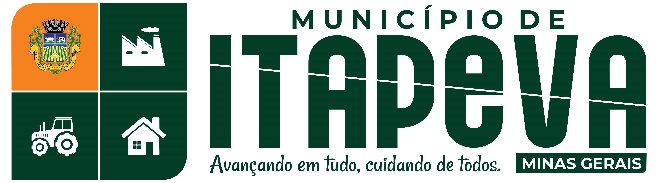 MUNICÍPIO DE
ITAPEVA
Avançando em tudo, cuidando de todos.
MINAS GERAIS